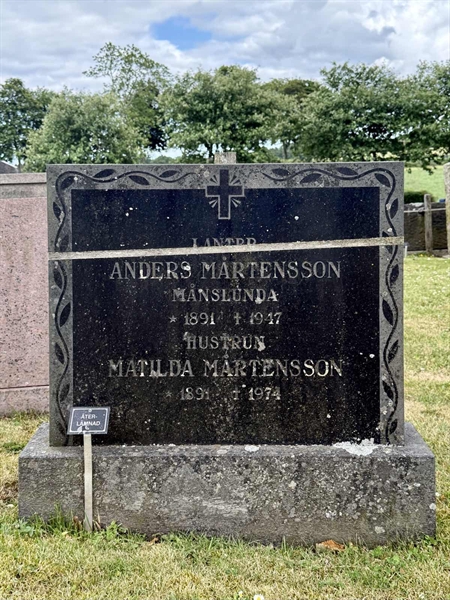 LANTBR.
ANDERS MÅRTENSSON
MÅNSLUNDA
* 1891 † 1947
HUSTRUN
MATILDA MÅRTENSSON
* 1891 † 1974
ÅTER-
LÄMNAD